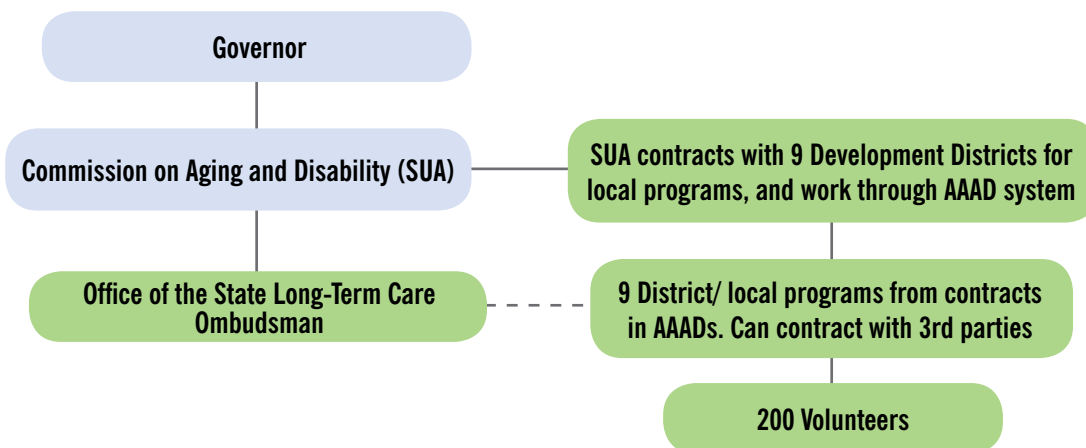 Governor
Commission on Aging and Disability (SUA)
SUA contracts with 9 Development Districts for
local programs, and work through AAAD system
Office of the State Long-Term Care
Ombudsman
9 District/ local programs from contracts
in AAADs. Can contract with 3rd parties
200 Volunteers